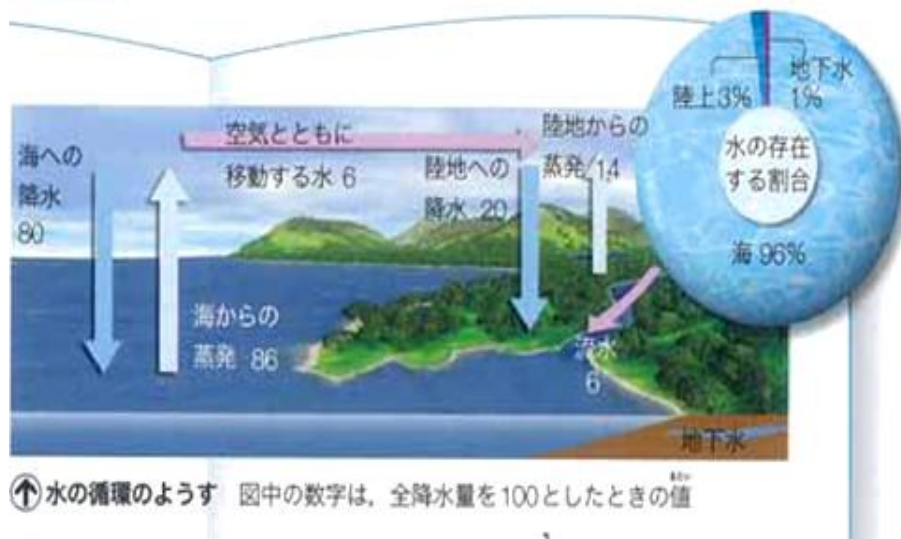 海への
降水
80
空気とともに
移動する水 6
海からの
蒸発 86
陸地への
降水 20
陸地からの
蒸発 14
流水
6
地下水
陸上3%
地下水
1%
水の存在
する割合
海 96%
水の循環のようす 図中の数字は,全降水量を100としたときの値